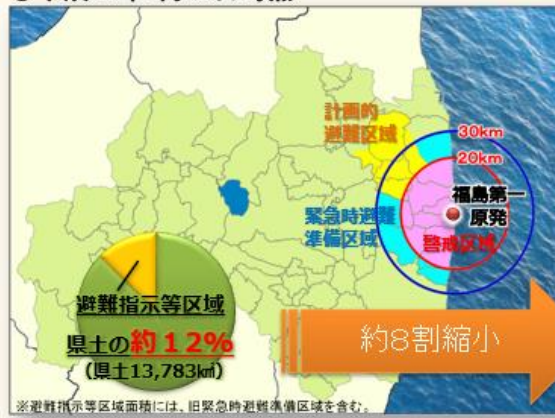 計画的
避難区域
30km
20km
福島第一
原発
緊急時避難
準備区域
警戒区域
避難指示等区域
県土の約12%
(県土13,783㎢)
約8割縮小
※避難指示等区域面積には、旧緊急時避難準備区域を含む。